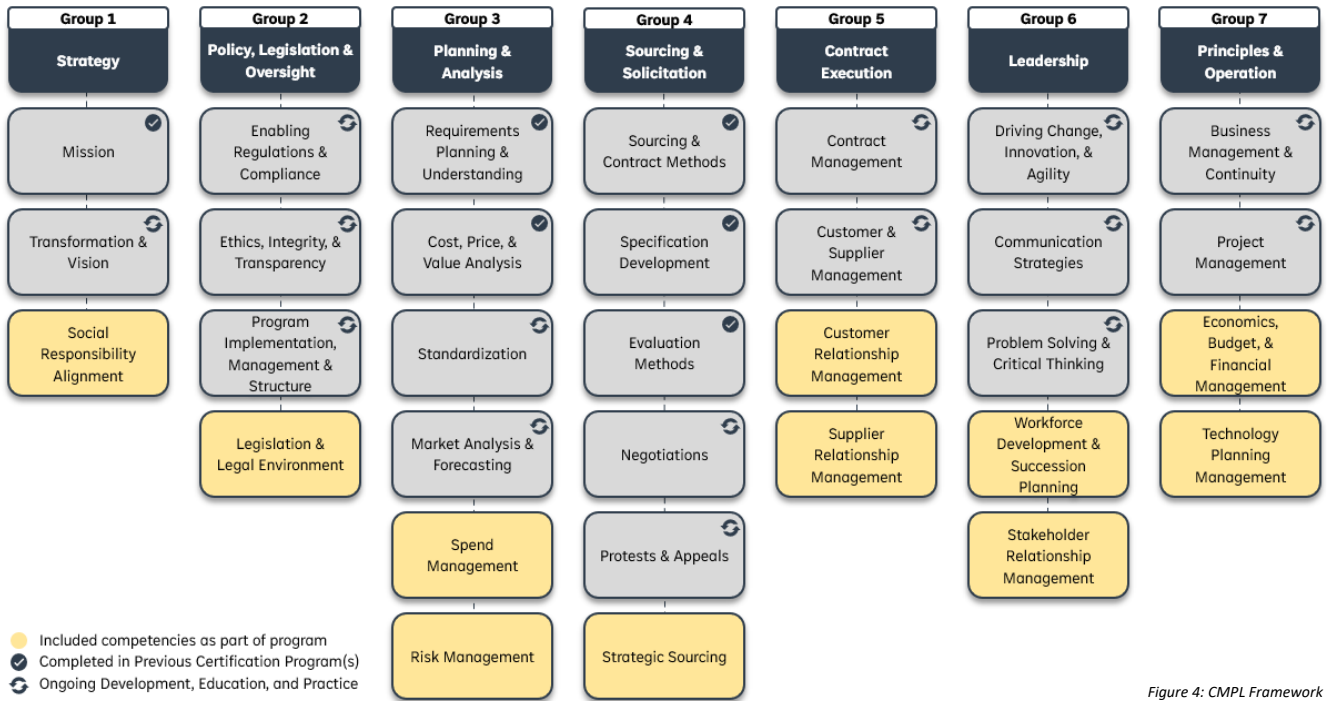 Group 1
Strategy
Mission
Transformation &
Vision
Social
Responsibility
Alignment
Group 2
Policy, Legislation &
Oversight
Enabling
Regulations &
Compliance
Ethics, Integrity, &
Transparency
Program
Implementation,
Management &
Structure
Legislation &
Legal Environment
Group 3
Planning &
Analysis
Requirements
Planning &
Understanding
Cost, Price, &
Value Analysis
Standardization
Market Analysis &
Forecasting
Spend
Management
Risk Management
Group 4
Sourcing &
Solicitation
Sourcing &
Contract Methods
Specification
Development
Evaluation
Methods
Negotiations
Protests & Appeals
Strategic Sourcing
Group 5
Contract
Execution
Contract
Management
Customer &
Supplier
Management
Customer
Relationship
Management
Supplier
Relationship
Management
Group 6
Leadership
Driving Change,
Innovation, &
Agility
Communication
Strategies
Problem Solving &
Critical Thinking
Workforce
Development &
Succession
Planning
Stakeholder
Relationship
Management
Group 7
Principles &
Operation
Business
Management &
Continuity
Project
Management
Economics,
Budget, &
Financial
Management
Technology
Planning
Management
Included competencies as part of program
Completed in Previous Certification Program(s)
Ongoing Development, Education, and Practice
Figure 4: CMPL Framework